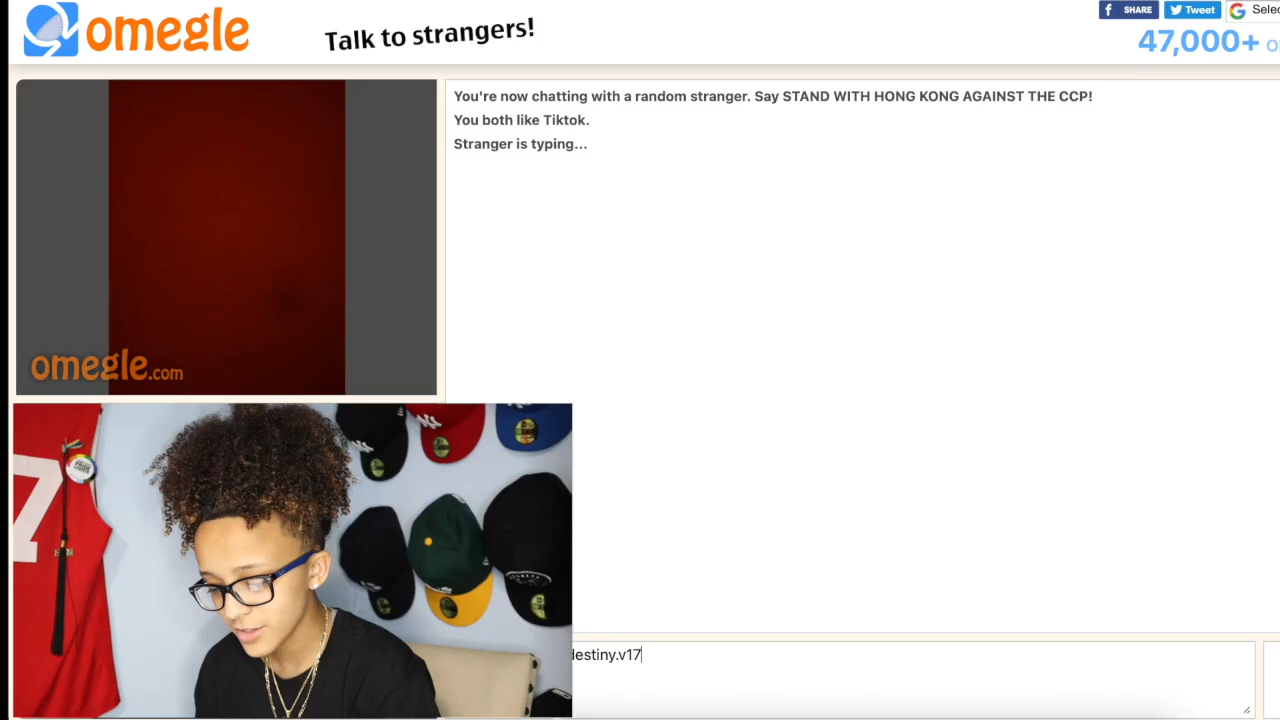 omegle
Talk to strangers!
SHARE
Tweet
G
47,000+
You're now chatting with a random stranger. Say STAND WITH HONG KONG AGAINST THE CCP!
You both like Tiktok.
Stranger is typing...
omegle.com
7
destiny.v17